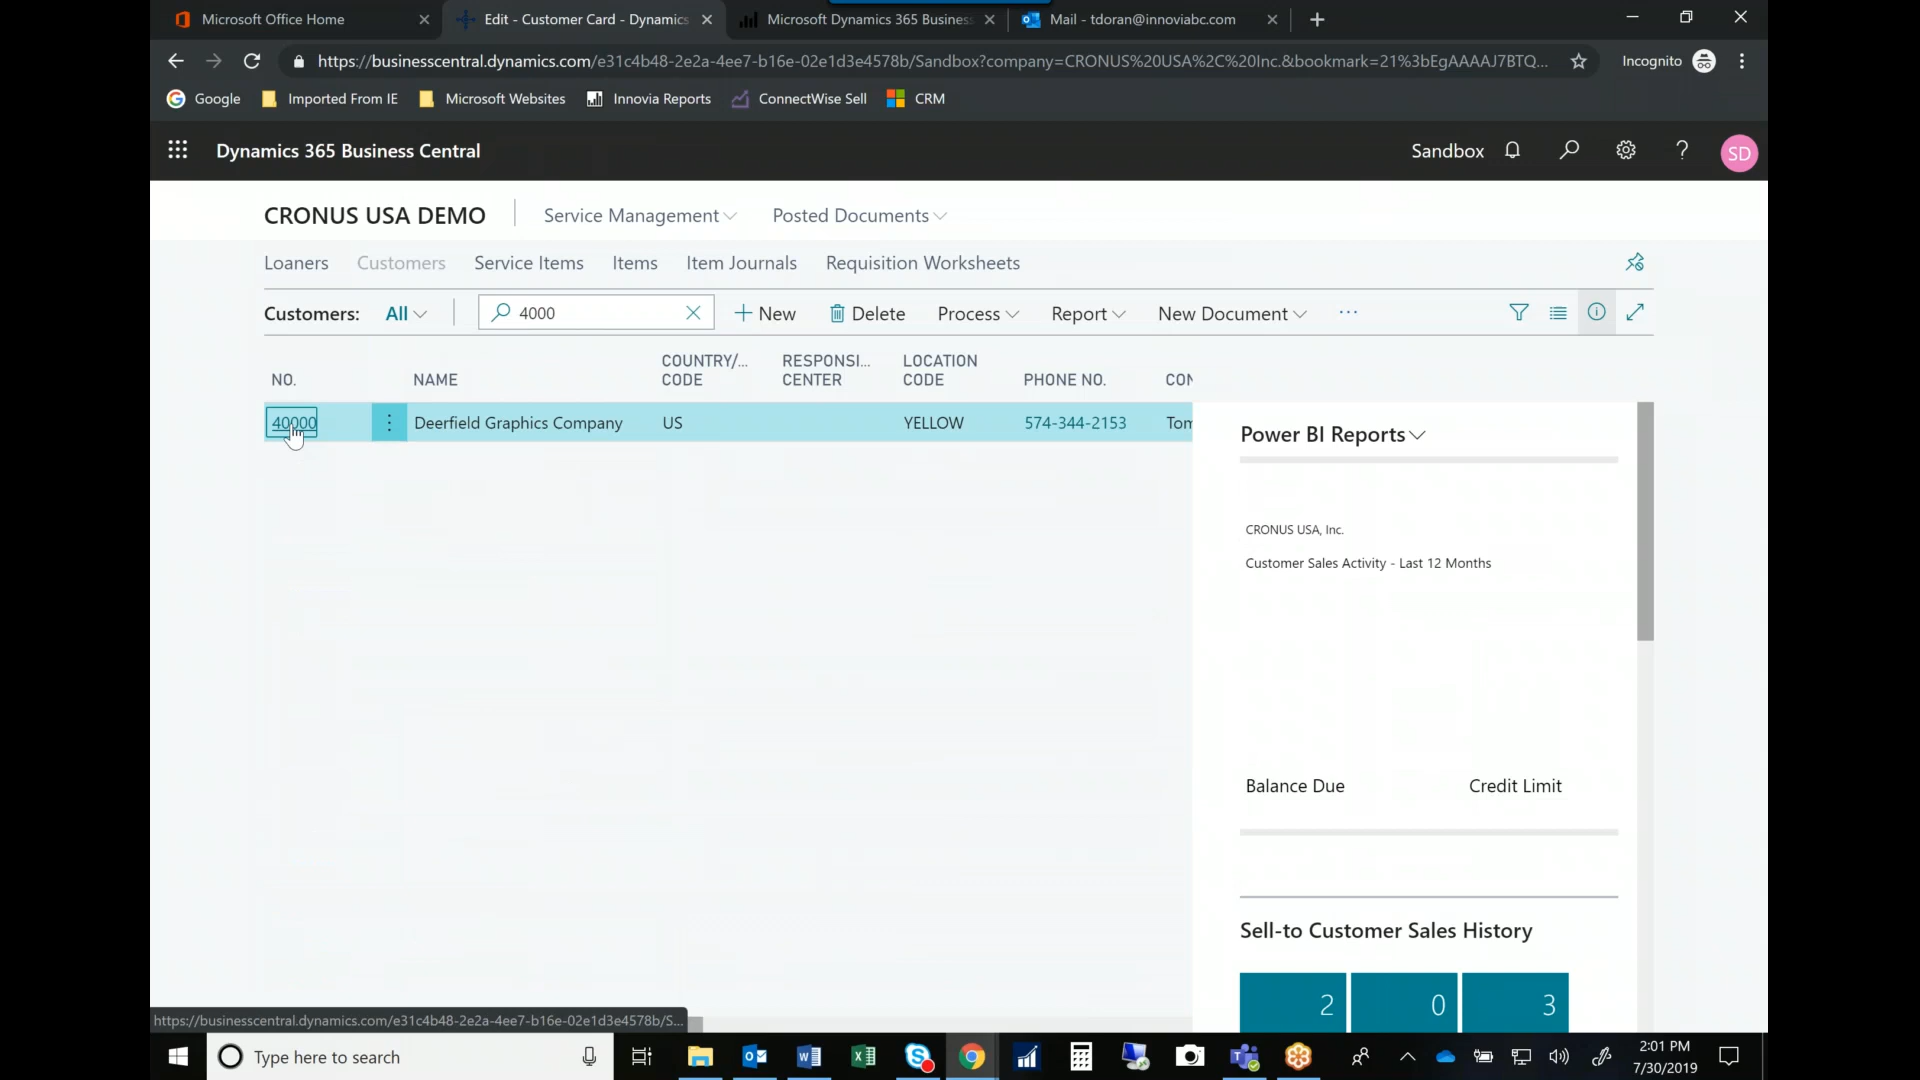 Microsoft Office Home
Edit - Customer Card - Dynamics
Microsoft Dynamics 365 Business
Mail - tdoran@innoviabc.com
https://businesscentral.dynamics.com/e31c4b48-2e2a-4ee7-b16e-02e1d3e4578b/Sandbox?company=CRONUS%20USA%2C%20Inc.&bookmark=21%3bEgAAAAJ7BTQ...
Incognito
Google
Imported From IE
Microsoft Websites
Innovia Reports
ConnectWise Sell
CRM
Dynamics 365 Business Central
Sandbox
SD
CRONUS USA DEMO
Service Management
Posted Documents
Loaners
Customers
Service Items
Items
Item Journals
Requisition Worksheets
Customers:
All
4000
New
Delete
Process
Report
New Document
...
NO.
NAME
COUNTRY/...
CODE
RESPONSI...
CENTER
LOCATION
CODE
PHONE NO.
CON
40000
Deerfield Graphics Company
US
YELLOW
574-344-2153
Tom
Power BI Reports
CRONUS USA, Inc.
Customer Sales Activity - Last 12 Months
Balance Due
Credit Limit
Sell-to Customer Sales History
2
0
3
https://businesscentral.dynamics.com/e31c4b48-2e2a-4ee7-b16e-02e1d3e4578b/S...
Type here to search
2:01 PM
7/30/2019